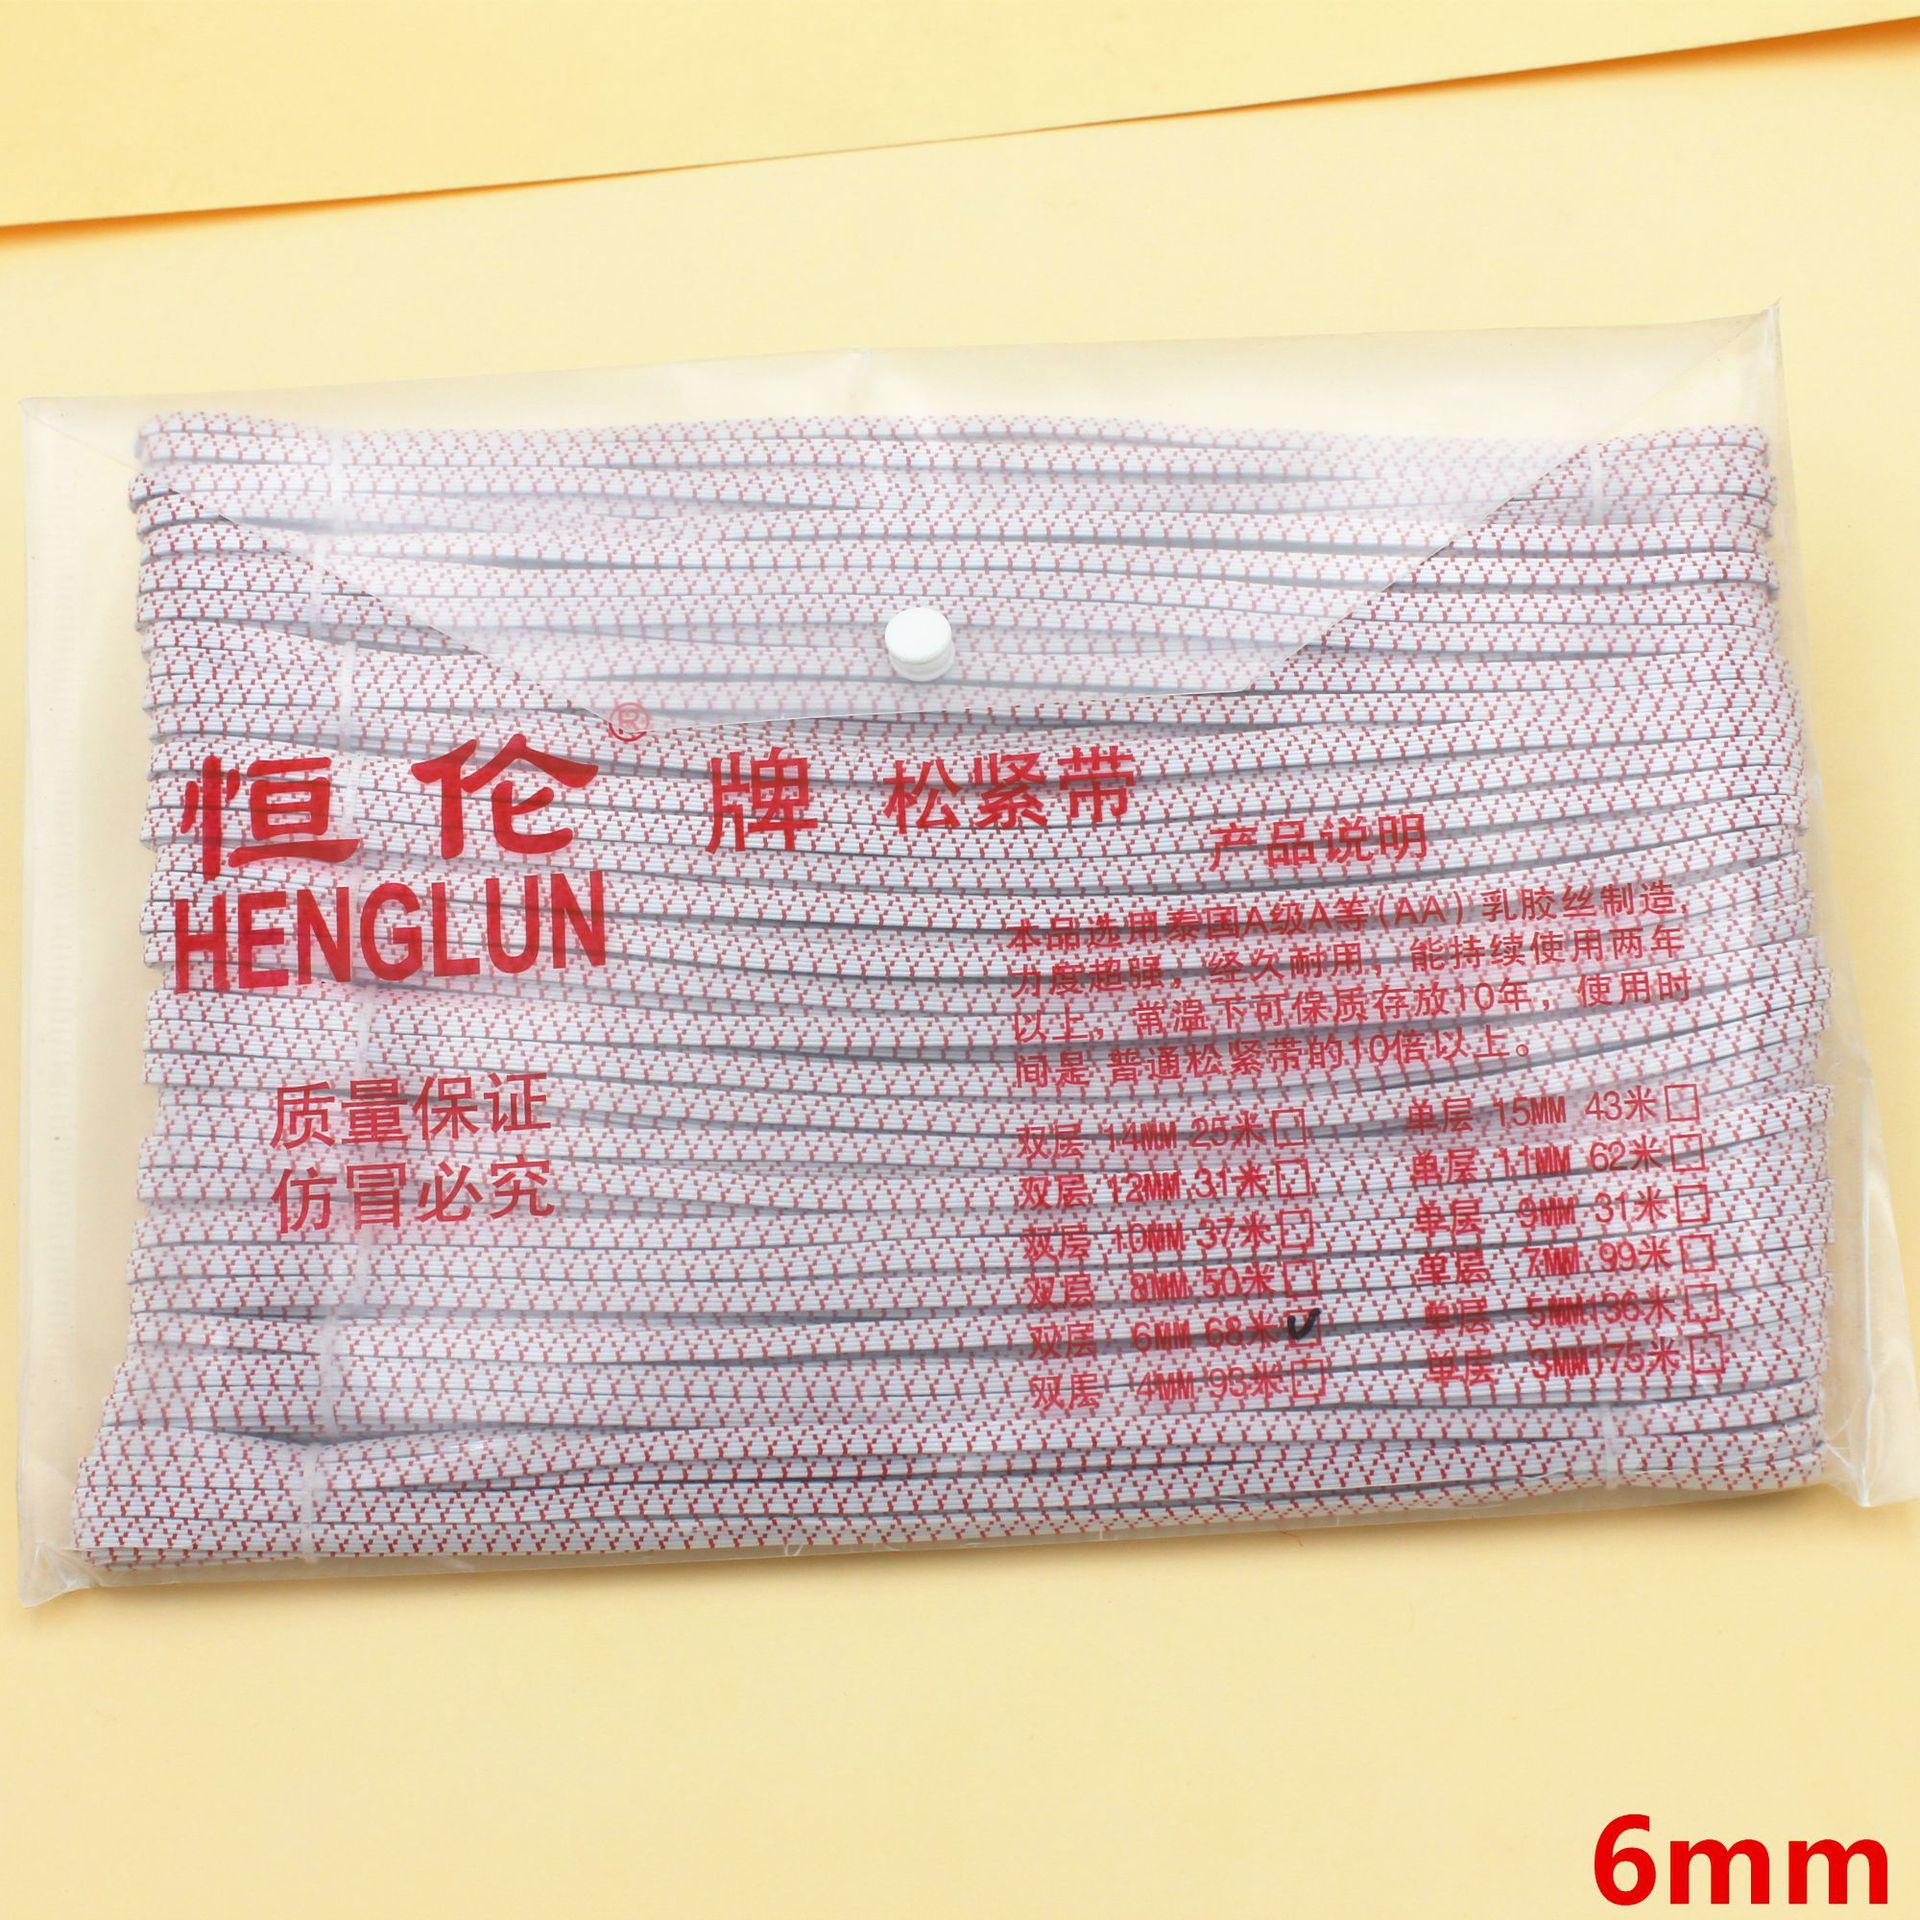 恒伦®牌 松紧带
HENGLUN
质量保证
仿冒必究
产品说明
本品选用泰国A级A等(AA)乳胶丝制造,
力度超强,经久耐用,能持续使用两年
以上,常温下可保质存放10年,使用时
间是普通松紧带的10倍以上。
双层 14MM 25米□
双层 12MM 31米□
双层 10MM 37米□
双层 8MM 50米□
双层 6MM 68米□
双层 4MM 93米□
单层 15MM 43米□
单层 11MM 62米□
单层 9MM 31米□
单层 7MM 99米□
单层 5MM136米□
单层 3MM175米□
6mm